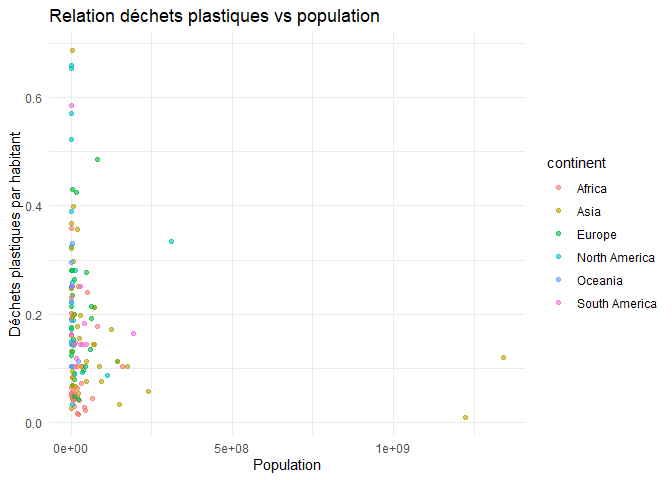 Relation déchets plastiques vs population
Déchets plastiques par habitant
0.6
0.4
0.2
0.0
0e+00
5e+08
1e+09
Population
continent
Africa
Asia
Europe
North America
Oceania
South America